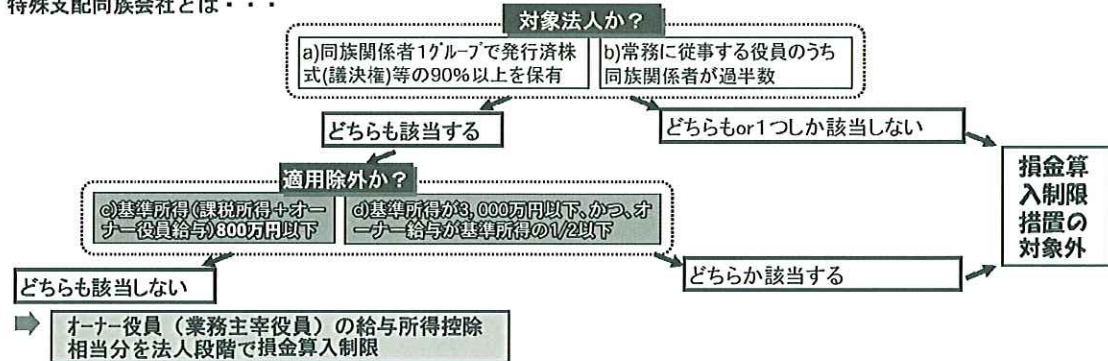 特殊支配同族会社とは・・・
対象法人か？
a)同族関係者1グループで発行済株
式(議決権)等の90%以上を保有
b)常務に従事する役員のうち
同族関係者が過半数
どちらも該当する
どちらもor1つしか該当しない
適用除外か？
c)基準所得(課税所得＋オー
ナー役員給与)800万円以下
d)基準所得が3,000万円以下、かつ、オ
ーナー給与が基準所得の1/2以下
損金算
入制限
措置の
対象外
どちらも該当しない
どちらか該当する
オーナー役員（業務主宰役員）の給与所得控除
相当分を法人段階で損金算入制限